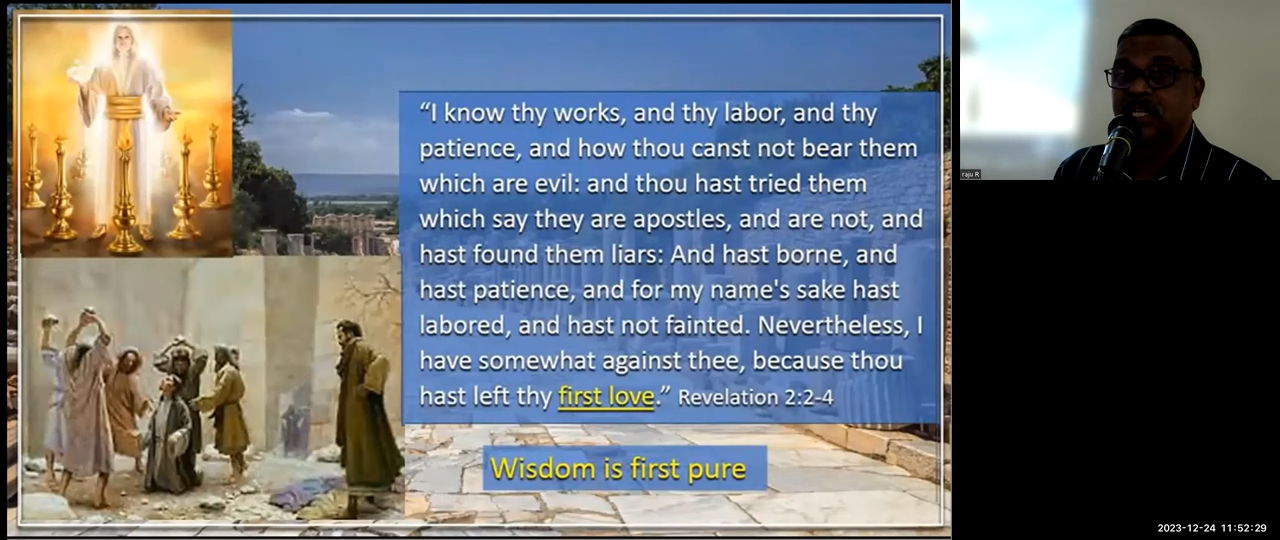 “I know thy works, and thy labor, and thy
patience, and how thou canst not bear them
which are evil: and thou hast tried them
which say they are apostles, and are not, and
hast found them liars: And hast borne, and
hast patience, and for my name's sake hast
labored, and hast not fainted. Nevertheless, I
have somewhat against thee, because thou
hast left thy first love.” Revelation 2:2-4
Wisdom is first pure
raju R
2023-12-24 11:52:29